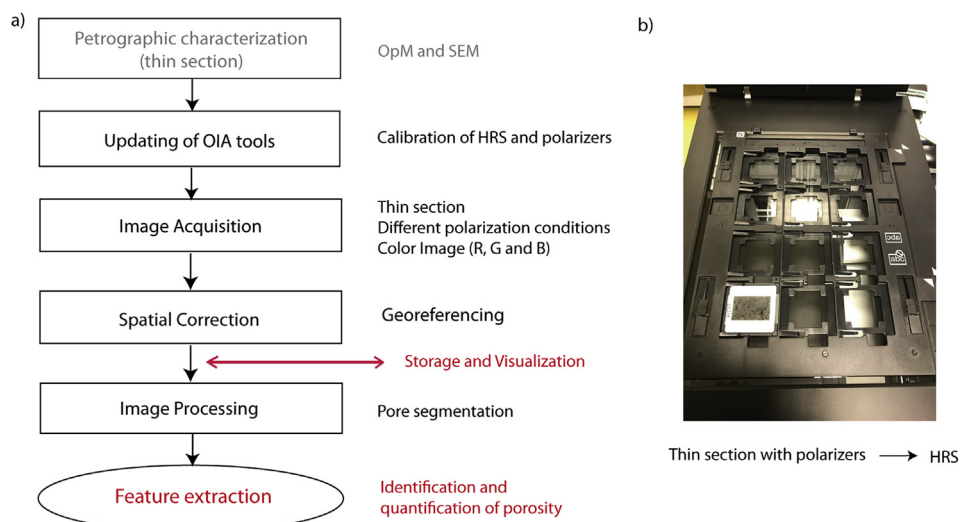 a)
Petrographic characterization
(thin section)
OpM and SEM
Updating of OIA tools
Calibration of HRS and polarizers
Image Acquisition
Thin section
Different polarization conditions
Color Image (R, G and B)
Spatial Correction
Georeferencing
Storage and Visualization
Image Processing
Pore segmentation
Feature extraction
Identification and
quantification of porosity
b)
abc
abc
Thin section with polarizers
HRS